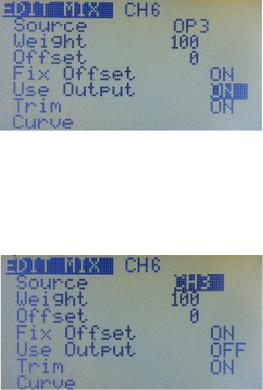 EDIT MIX CH6
Source OP3
Weight 100
Offset 0
Fix Offset ON
Use Output ON
Trim ON
Curve
EDIT MIX CH6
Source CH3
Weight 100
Offset 0
Fix Offset ON
Use Output OFF
Trim ON
Curve